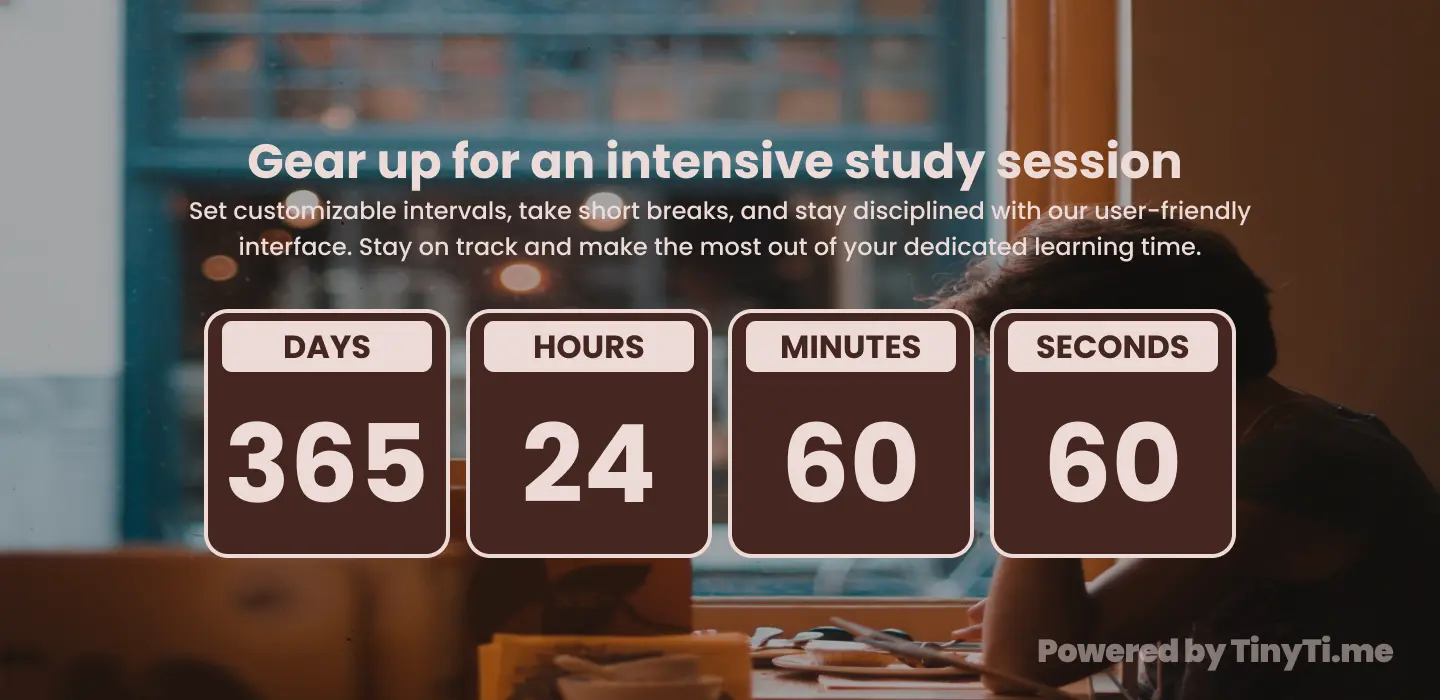 Gear up for an intensive study session
Set customizable intervals, take short breaks, and stay disciplined with our user-friendly
interface. Stay on track and make the most out of your dedicated learning time.
DAYS HOURS MINUTES SECONDS
365 24 60 60
Powered by TinyTi.me